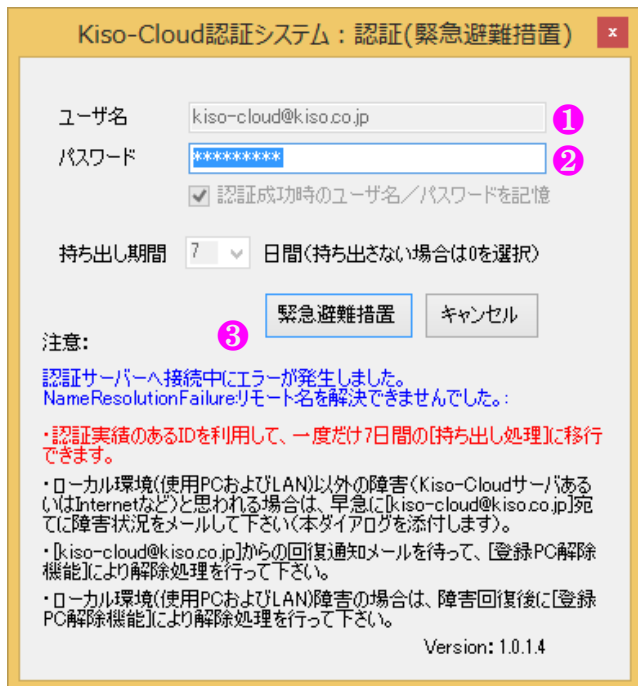 Kiso-Cloud認証システム：認証(緊急避難措置) x
ユーザ名 kiso-cloud@kiso.co.jp ❶
パスワード ********* ❷
認証成功時のユーザ名／パスワードを記憶
持ち出し期間 7 日間(持ち出さない場合は0を選択)
❸ 緊急避難措置 キャンセル
注意:
認証サーバーへ接続中にエラーが発生しました。
NameResolutionFailure:リモート名を解決できませんでした。:
・認証実績のあるIDを利用して、一度だけ7日間の[持ち出し処理]に移行
できます。
・ローカル環境(使用PCおよびLAN)以外の障害(Kiso-Cloudサーバある
いはInternetなど)と思われる場合は、早急に[kiso-cloud@kiso.co.jp]宛
てに障害状況をメールして下さい(本ダイアログを添付します)。
・[kiso-cloud@kiso.co.jp]からの回復通知メールを待って、[登録PC解除
機能]により解除処理を行って下さい。
・ローカル環境(使用PCおよびLAN)障害の場合は、障害回復後に[登録
PC解除機能]により解除処理を行って下さい。
Version: 1.0.1.4